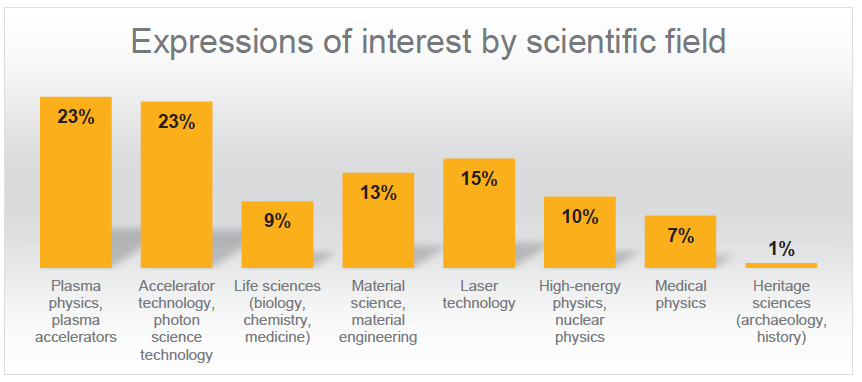 Expressions of interest by scientific field
23%
23%
9%
13%
15%
10%
7%
1%
Plasma
physics,
plasma
accelerators
Accelerator
technology,
photon
science
technology
Life sciences
(biology,
chemistry,
medicine)
Material
science,
material
engineering
Laser
technology
High-energy
physics,
nuclear
physics
Medical
physics
Heritage
sciences
(archaeology,
history)